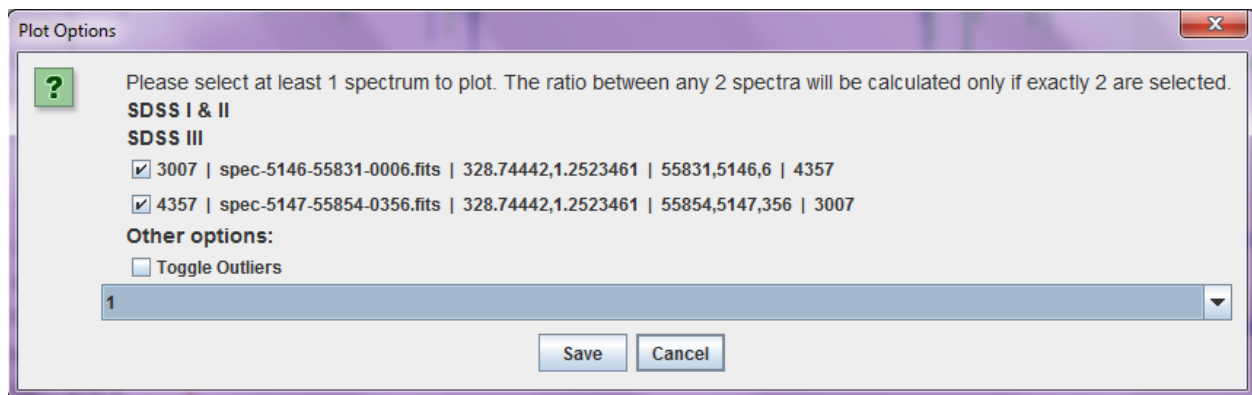 Plot Options
Please select at least 1 spectrum to plot. The ratio between any 2 spectra will be calculated only if exactly 2 are selected.
SDSS I & II
SDSS III
3007 | spec-5146-55831-0006.fits | 328.74442,1.2523461 | 55831,5146,6 | 4357
4357 | spec-5147-55854-0356.fits | 328.74442,1.2523461 | 55854,5147,356 | 3007
Other options:
Toggle Outliers
1
Save Cancel